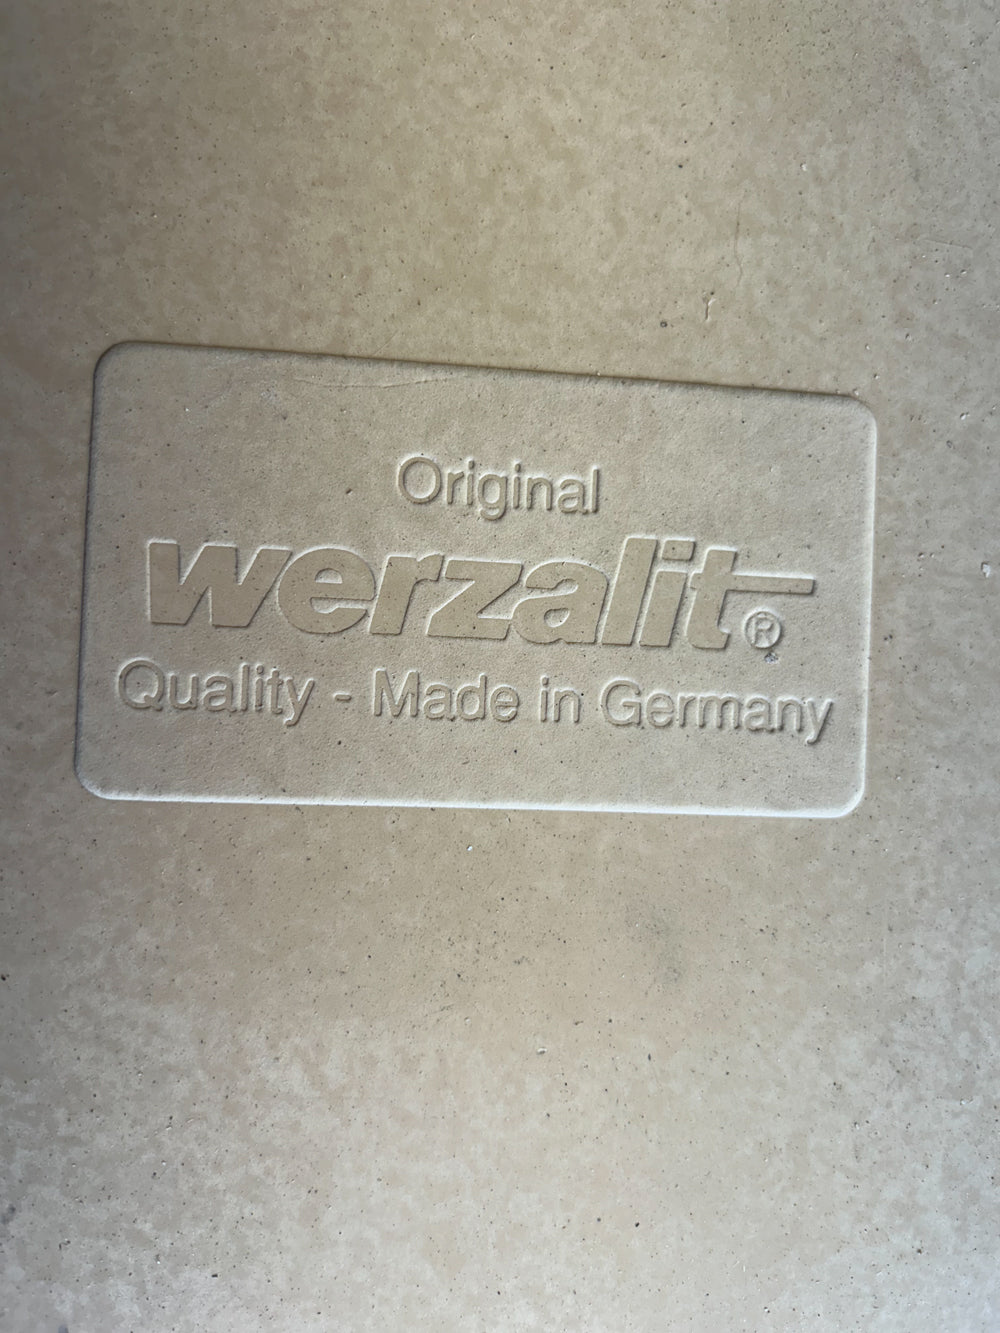 Original
werzalit®
Quality - Made in Germany